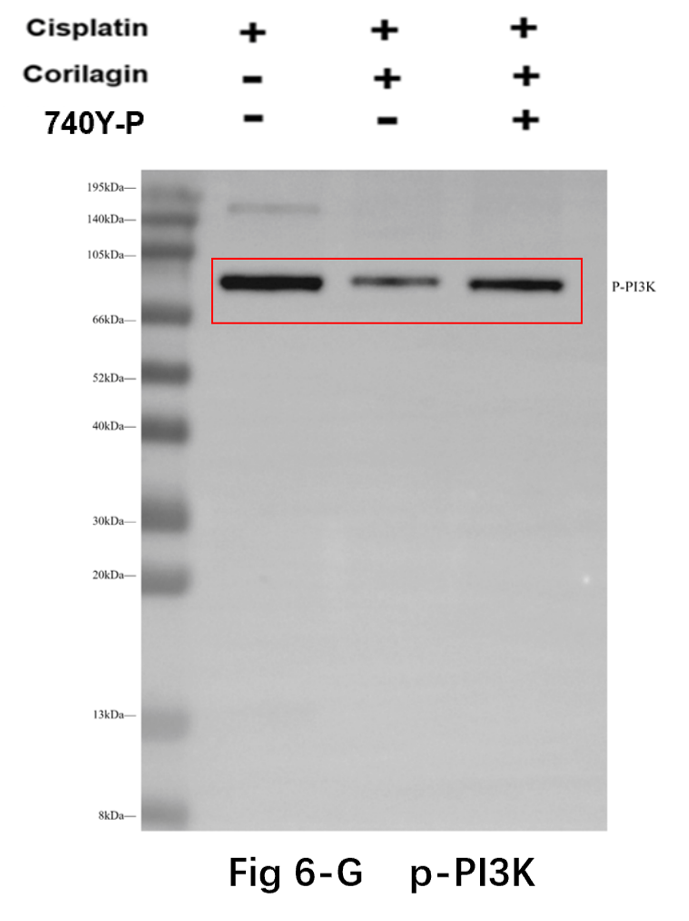 Cisplatin + + +
Corilagin - + +
740Y-P - - +
195kDa—
140kDa—
105kDa—
P-PI3K
66kDa—
52kDa—
40kDa—
30kDa—
20kDa—
13kDa—
8kDa—
Fig 6-G p-PI3K